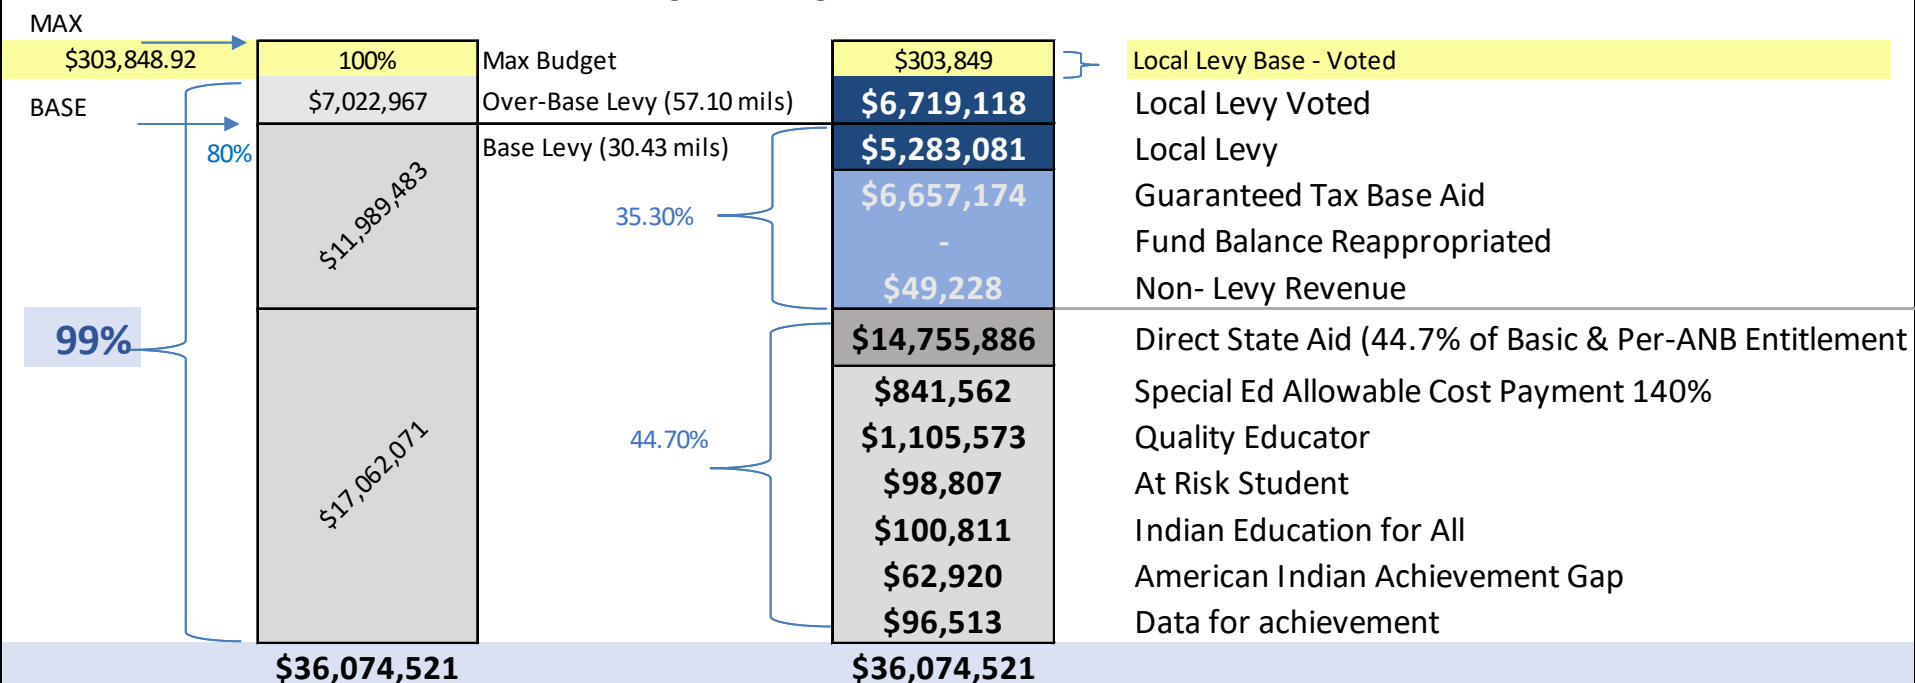 MAX
$303,848.92 100% Max Budget $303,849 Local Levy Base - Voted
BASE $7,022,967 Over-Base Levy (57.10 mils) $6,719,118 Local Levy Voted
80% Base Levy (30.43 mils) $5,283,081 Local Levy
$11,989,483 35.30% $6,657,174 Guaranteed Tax Base Aid
- Fund Balance Reappropriated
$49,228 Non- Levy Revenue
99% $14,755,886 Direct State Aid (44.7% of Basic & Per-ANB Entitlement
$841,562 Special Ed Allowable Cost Payment 140%
$17,062,071 44.70% $1,105,573 Quality Educator
$98,807 At Risk Student
$100,811 Indian Education for All
$62,920 American Indian Achievement Gap
$96,513 Data for achievement
$36,074,521 $36,074,521